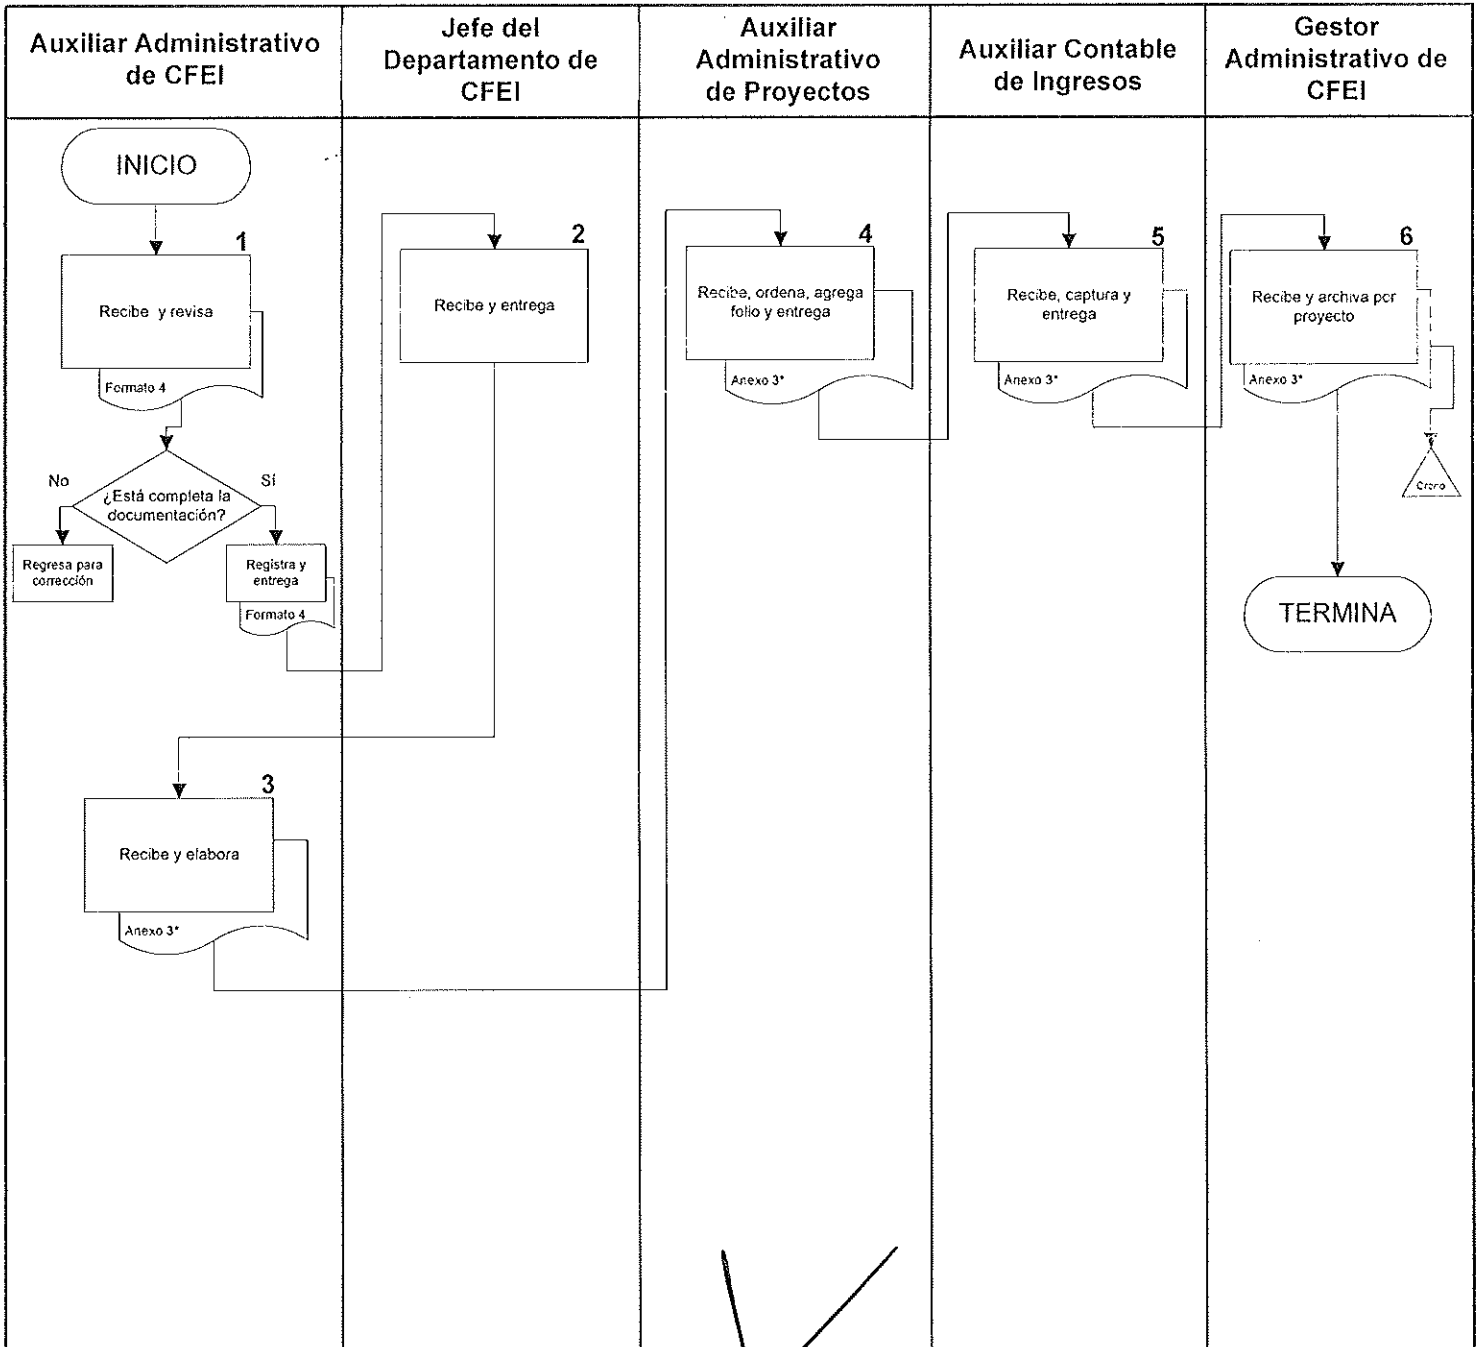 Auxiliar Administrativo
de CFEI
Jefe del
Departamento de
CFEI
Auxiliar
Administrativo
de Proyectos
Auxiliar Contable
de Ingresos
Gestor
Administrativo de
CFEI
INICIO
1
Recibe y revisa
Formato 4
¿Está completa la
documentación?
No
Sí
Regresa para
corrección
Registra y
entrega
Formato 4
2
Recibe y entrega
3
Recibe y elabora
Anexo 3*
4
Recibe, ordena, agrega
folio y entrega
Anexo 3*
5
Recibe, captura y
entrega
Anexo 3*
6
Recibe y archiva por
proyecto
Anexo 3*
TERMINA